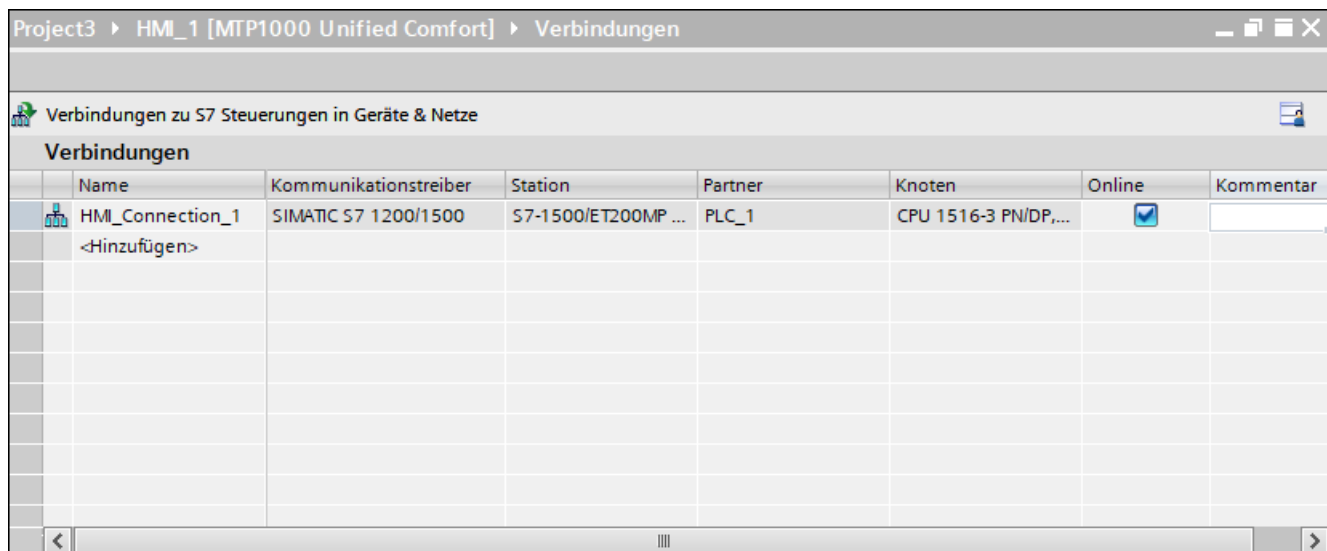 Project3 ▸ HMI_1 [MTP1000 Unified Comfort] ▸ Verbindungen
Verbindungen zu S7 Steuerungen in Geräte & Netze
Verbindungen
Name Kommunikationstreiber Station Partner Knoten Online Kommentar
HMI_Connection_1 SIMATIC S7 1200/1500 S7-1500/ET200MP ... PLC_1 CPU 1516-3 PN/DP,...
<Hinzufügen>